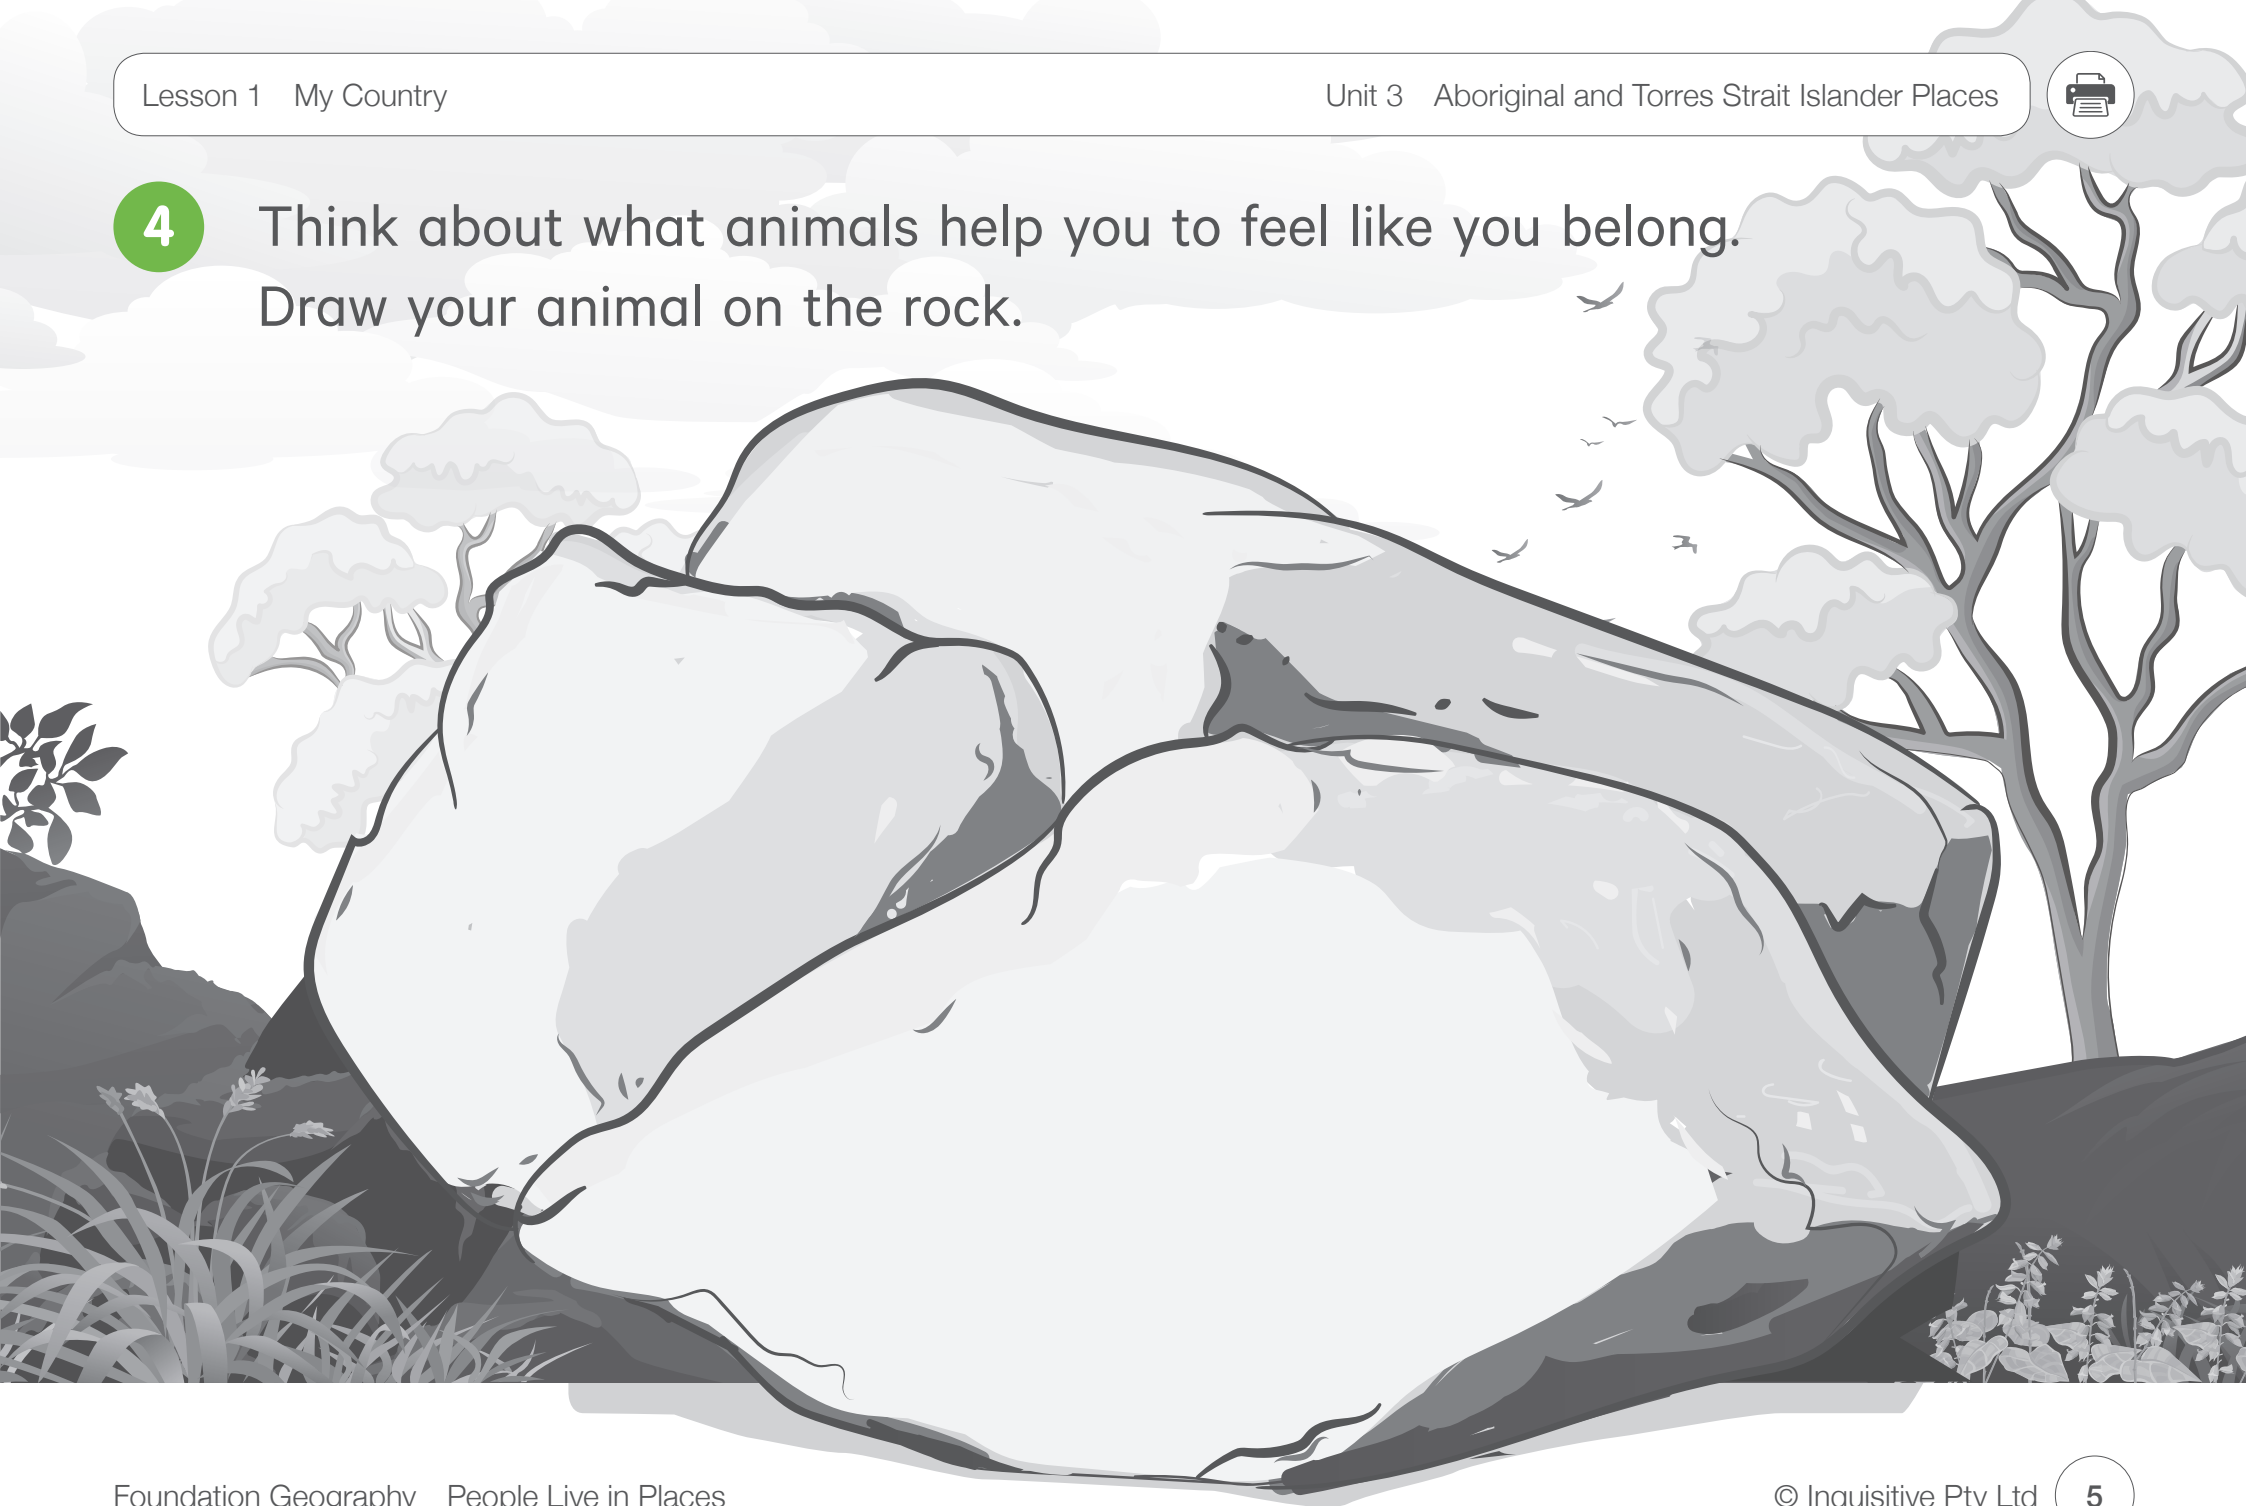 Lesson 1 My Country
Unit 3 Aboriginal and Torres Strait Islander Places
4 Think about what animals help you to feel like you belong.
Draw your animal on the rock.
Foundation Geography People Live in Places
© Inquisitive Pty Ltd 5